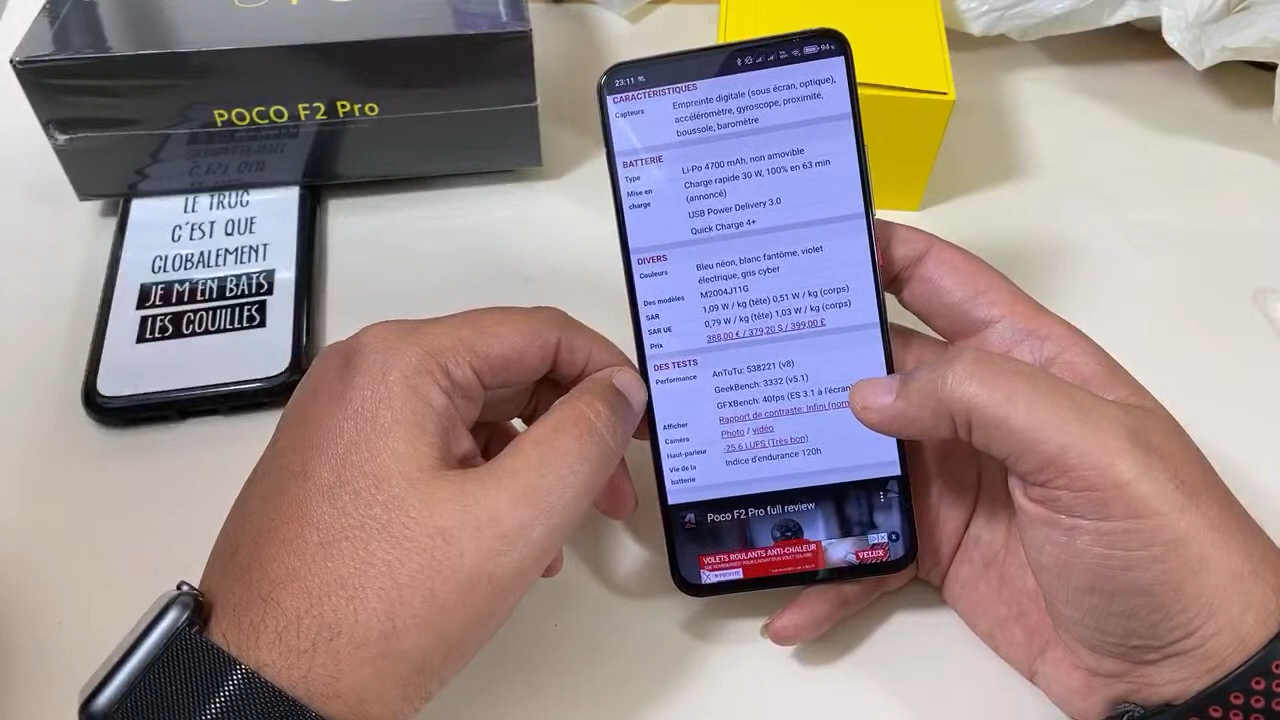 POCO F2 Pro
LE TRUC
C'EST QUE
GLOBALEMENT
JE M'EN BATS
LES COUILLES
23:11
94
CARACTÉRISTIQUES
Capteurs
Empreinte digitale (sous écran, optique),
accéléromètre, gyroscope, proximité,
boussole, baromètre
BATTERIE
Type
Li-Po 4700 mAh, non amovible
Mise en
charge
Charge rapide 30 W, 100% en 63 min
(annoncé)
USB Power Delivery 3.0
Quick Charge 4+
DIVERS
Couleurs
Bleu néon, blanc fantôme, violet
électrique, gris cyber
Des modèles
M2004J11G
SAR
1,09 W / kg (tête) 0,51 W / kg (corps)
SAR UE
0,79 W / kg (tête) 1,03 W / kg (corps)
Prix
388,00 € / 379,20 $ / 399,00 £
DES TESTS
Performance
AnTuTu: 538221 (v8)
GeekBench: 3332 (v5.1)
GFXBench: 40fps (ES 3.1 à l'écran)
Afficher
Rapport de contraste: Infini (nom
Caméra
Photo / vidéo
Haut-parleur
-25.6 LUFS (Très bon)
Vie de la
batterie
Indice d'endurance 120h
Poco F2 Pro full review
VOLETS ROULANTS ANTI-CHALEUR
VELUX